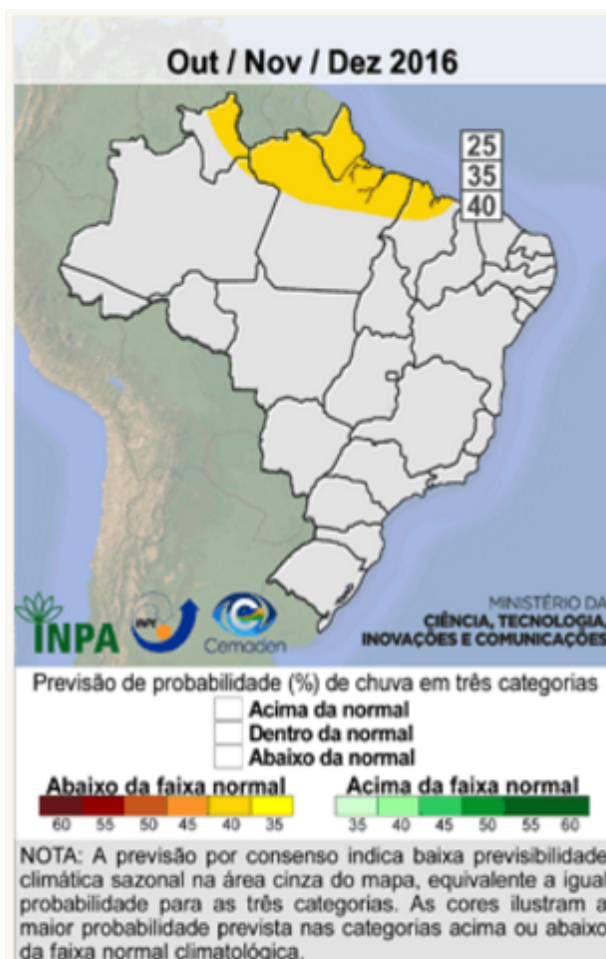 Out / Nov / Dez 2016
25
35
40
INPA
INPE
Cemaden
MINISTÉRIO DA
CIÊNCIA, TECNOLOGIA,
INOVAÇÕES E COMUNICAÇÕES
Previsão de probabilidade (%) de chuva em três categorias
Acima da normal
Dentro da normal
Abaixo da normal
Abaixo da faixa normal Acima da faixa normal
60 55 50 45 40 35 35 40 45 50 55 60
NOTA: A previsão por consenso indica baixa previsibilidade
climática sazonal na área cinza do mapa, equivalente a igual
probabilidade para as três categorias. As cores ilustram a
maior probabilidade prevista nas categorias acima ou abaixo
da faixa normal climatológica.